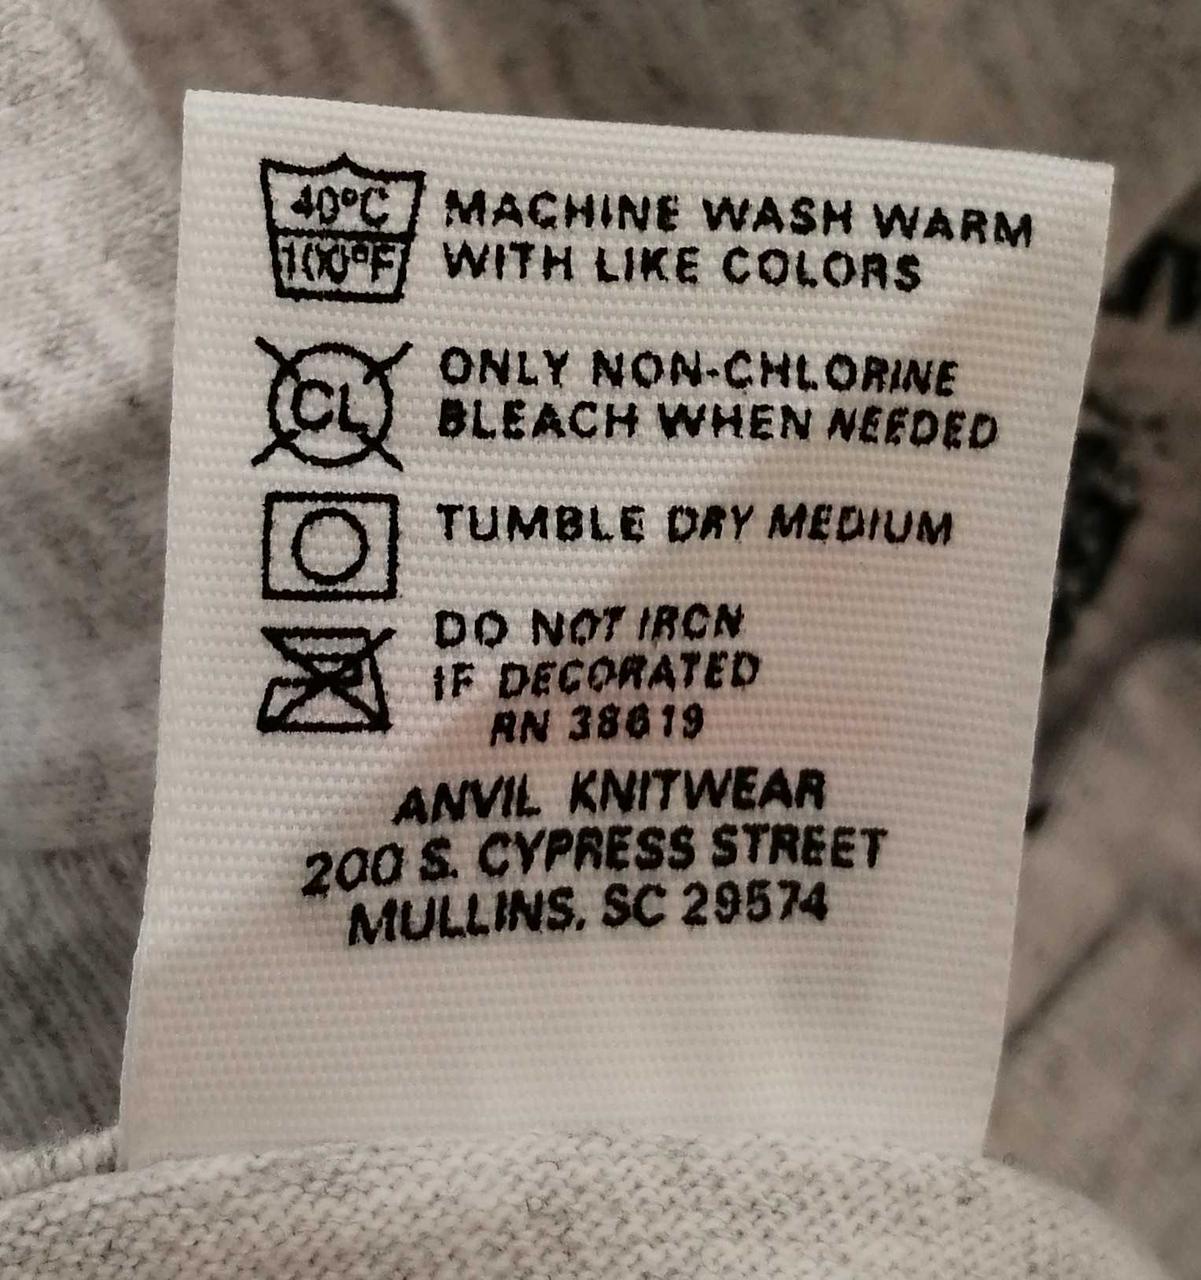 40°C
100°F
MACHINE WASH WARM
WITH LIKE COLORS
CL
ONLY NON-CHLORINE
BLEACH WHEN NEEDED
TUMBLE DRY MEDIUM
DO NOT IRON
IF DECORATED
RN 38619
ANVIL KNITWEAR
200 S. CYPRESS STREET
MULLINS, SC 29574